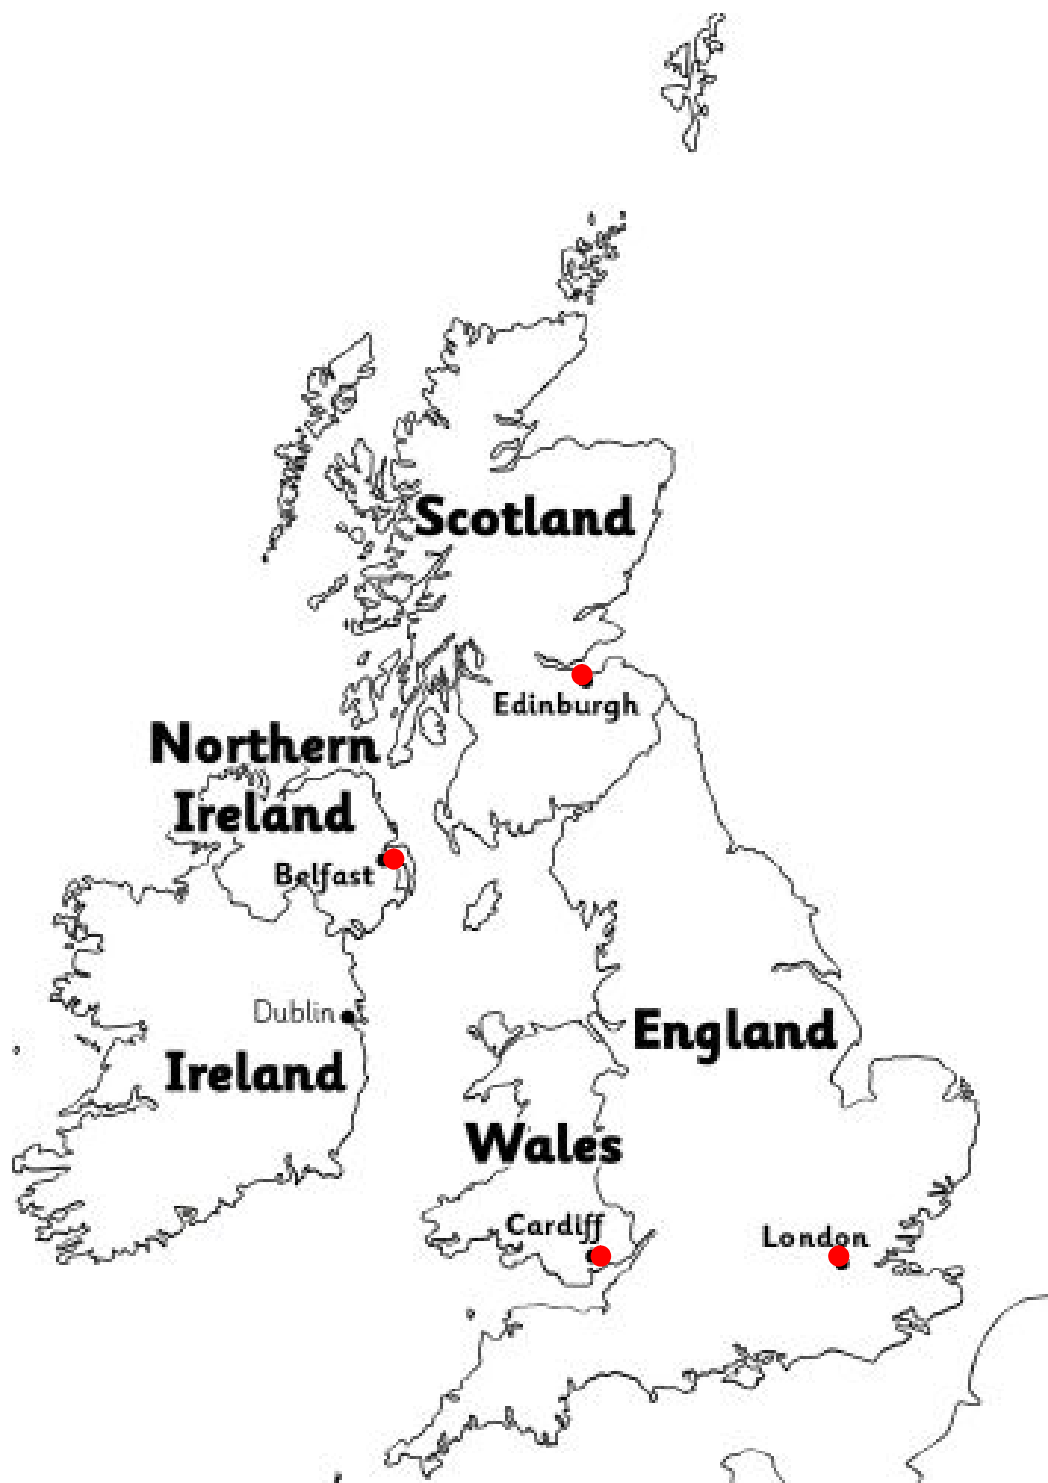 Scotland
Edinburgh
Northern
Ireland
Belfast
Dublin
England
Ireland
Wales
Cardiff
London